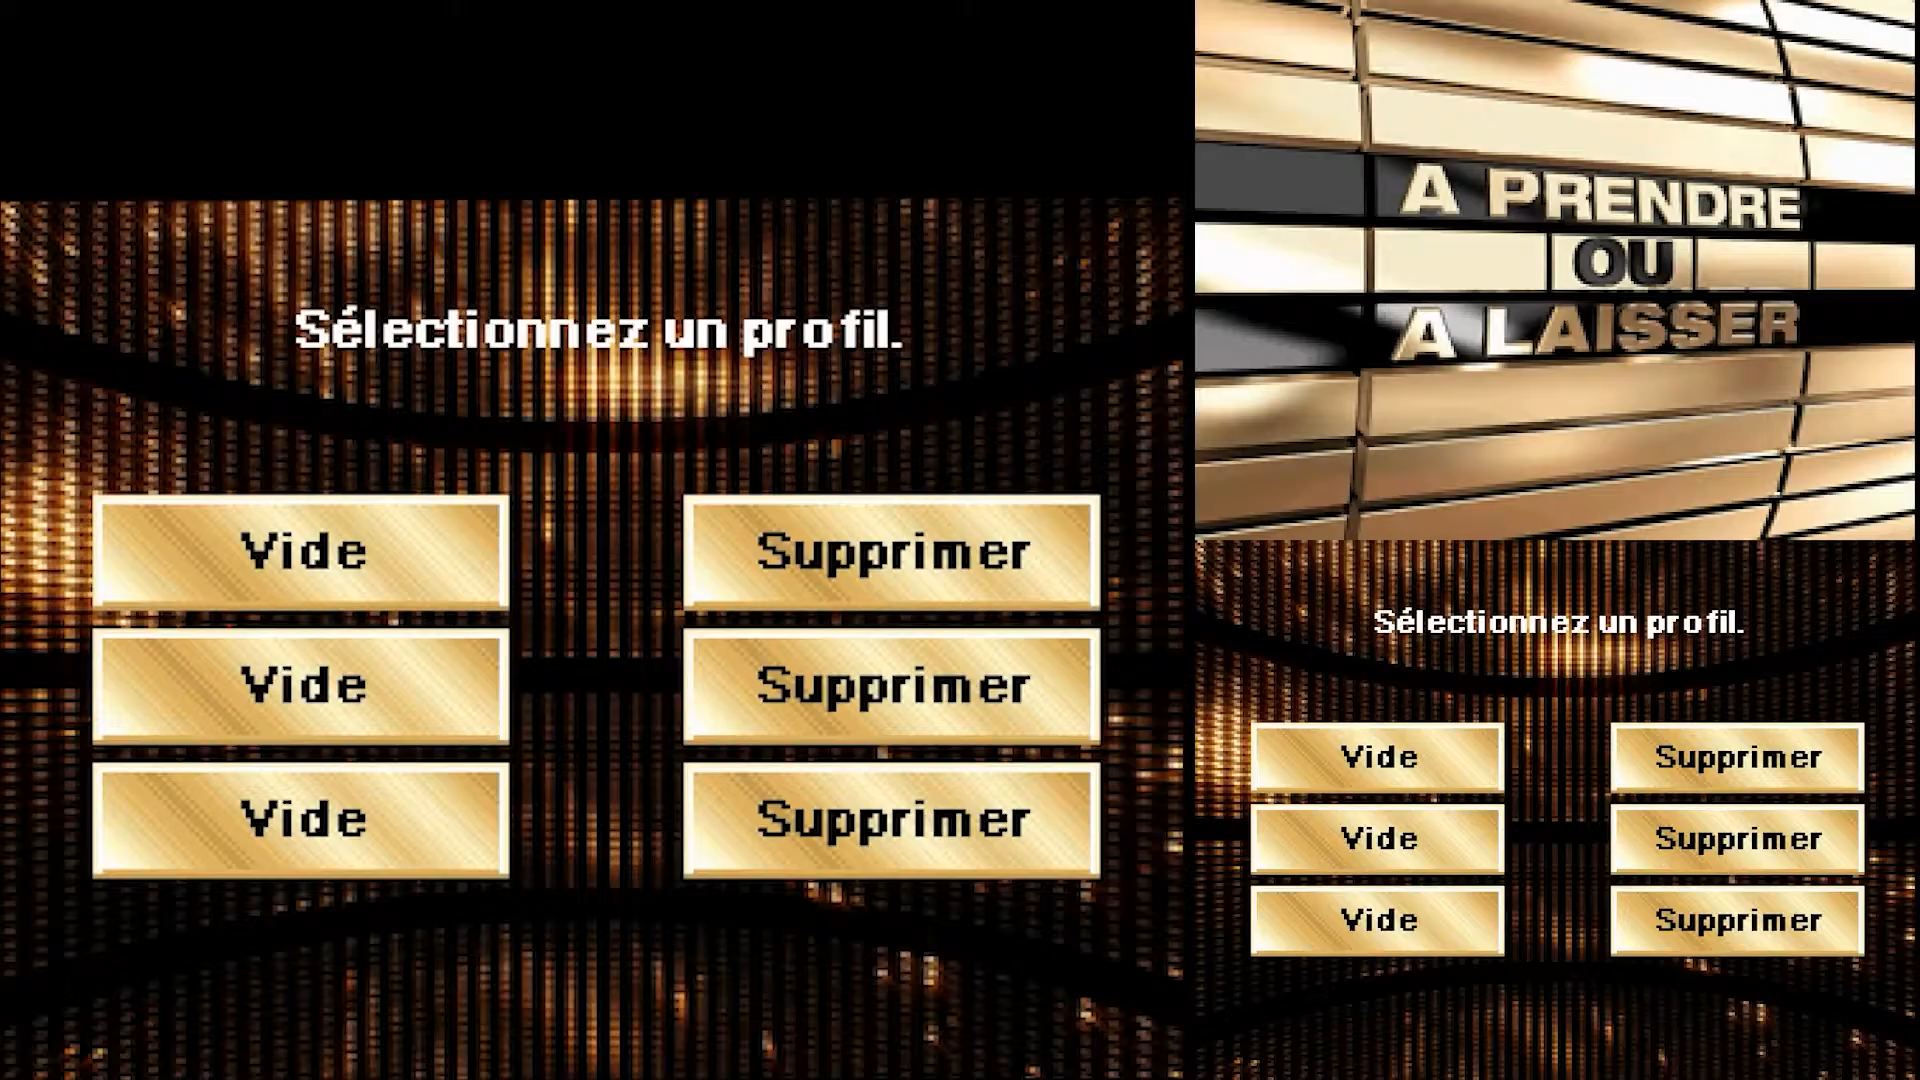 Sélectionnez un profil.
Vide
Supprimer
Vide
Supprimer
Vide
Supprimer
A PRENDRE
OU
A LAISSER
Sélectionnez un profil.
Vide
Supprimer
Vide
Supprimer
Vide
Supprimer